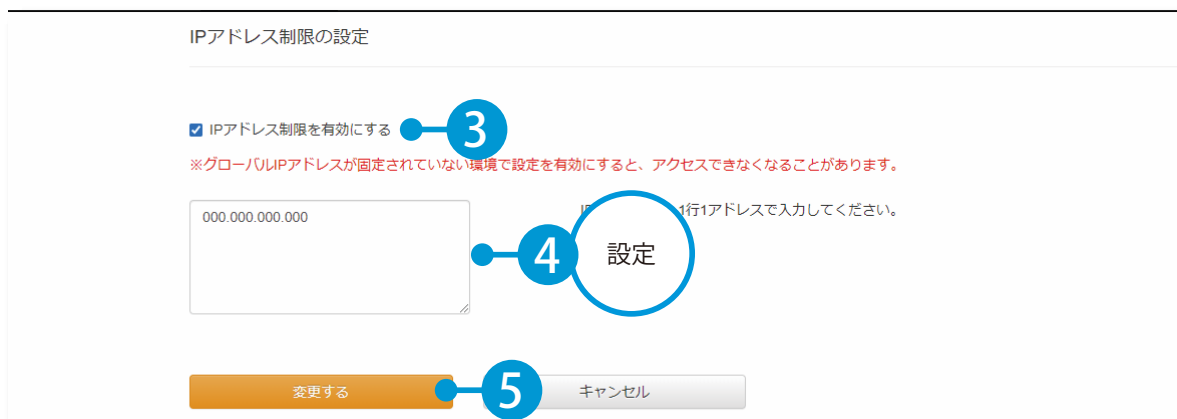 IPアドレス制限の設定
IPアドレス制限を有効にする
3
※グローバルIPアドレスが固定されていない環境で設定を有効にすると、アクセスできなくなることがあります。
000.000.000.000
1行1アドレスで入力してください。
4
設定
変更する
5
キャンセル